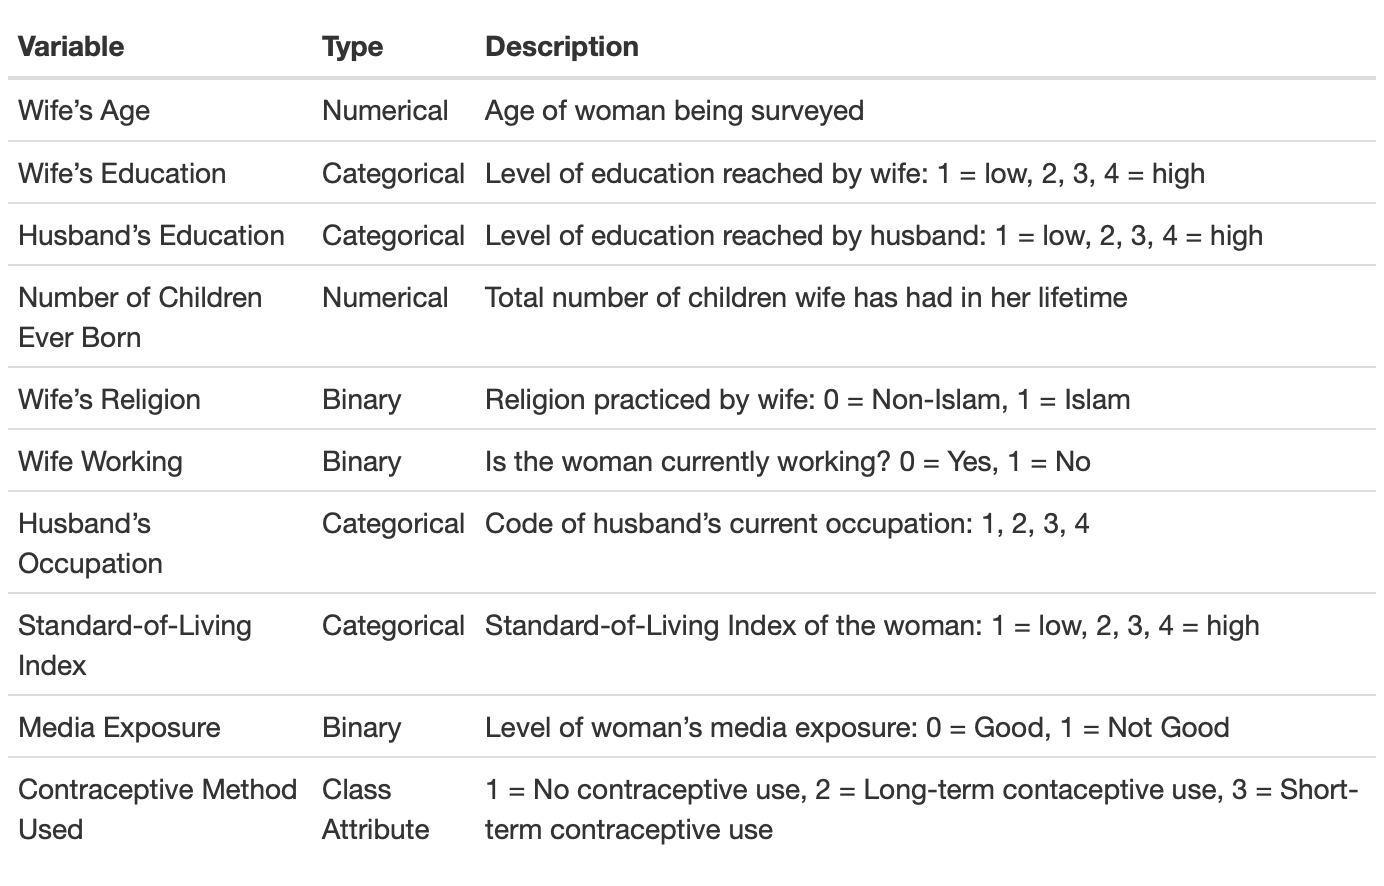 Variable Type Description
Wife’s Age Numerical Age of woman being surveyed
Wife’s Education Categorical Level of education reached by wife: 1 = low, 2, 3, 4 = high
Husband’s Education Categorical Level of education reached by husband: 1 = low, 2, 3, 4 = high
Number of Children Numerical Total number of children wife has had in her lifetime
Ever Born
Wife’s Religion Binary Religion practiced by wife: 0 = Non-Islam, 1 = Islam
Wife Working Binary Is the woman currently working? 0 = Yes, 1 = No
Husband’s Categorical Code of husband’s current occupation: 1, 2, 3, 4
Occupation
Standard-of-Living Categorical Standard-of-Living Index of the woman: 1 = low, 2, 3, 4 = high
Index
Media Exposure Binary Level of woman’s media exposure: 0 = Good, 1 = Not Good
Contraceptive Method Class 1 = No contraceptive use, 2 = Long-term contaceptive use, 3 = Short-
Used Attribute term contraceptive use